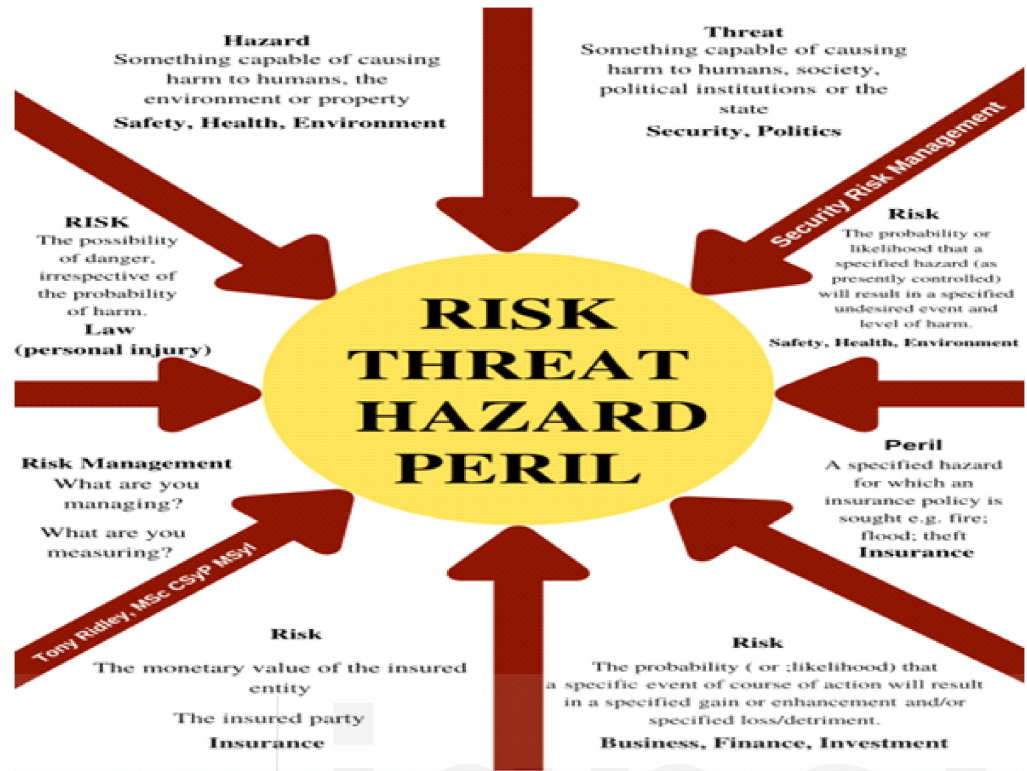 Hazard
Something capable of causing
harm to humans, the
environment or property
Safety, Health, Environment
Threat
Something capable of causing
harm to humans, society,
political institutions or the
state
Security, Politics
Security Risk Management
RISK
The possibility
of danger,
irrespective of
the probability
of harm.
Law
(personal injury)
Risk
The probability or
likelihood that a
specified hazard (as
presently controlled)
will result in a specified
undesired event and
level of harm.
Safety, Health, Environment
RISK
THREAT
HAZARD
PERIL
Risk Management
What are you
managing?
What are you
measuring?
Tony Ridley, MSc CSyP MSyI
Peril
A specified hazard
for which an
insurance policy is
sought e.g. fire;
flood; theft
Insurance
Risk
The monetary value of the insured
entity
The insured party
Insurance
Risk
The probability ( or ;likelihood) that
a specific event of course of action will result
in a specified gain or enhancement and/or
specified loss/detriment.
Business, Finance, Investment